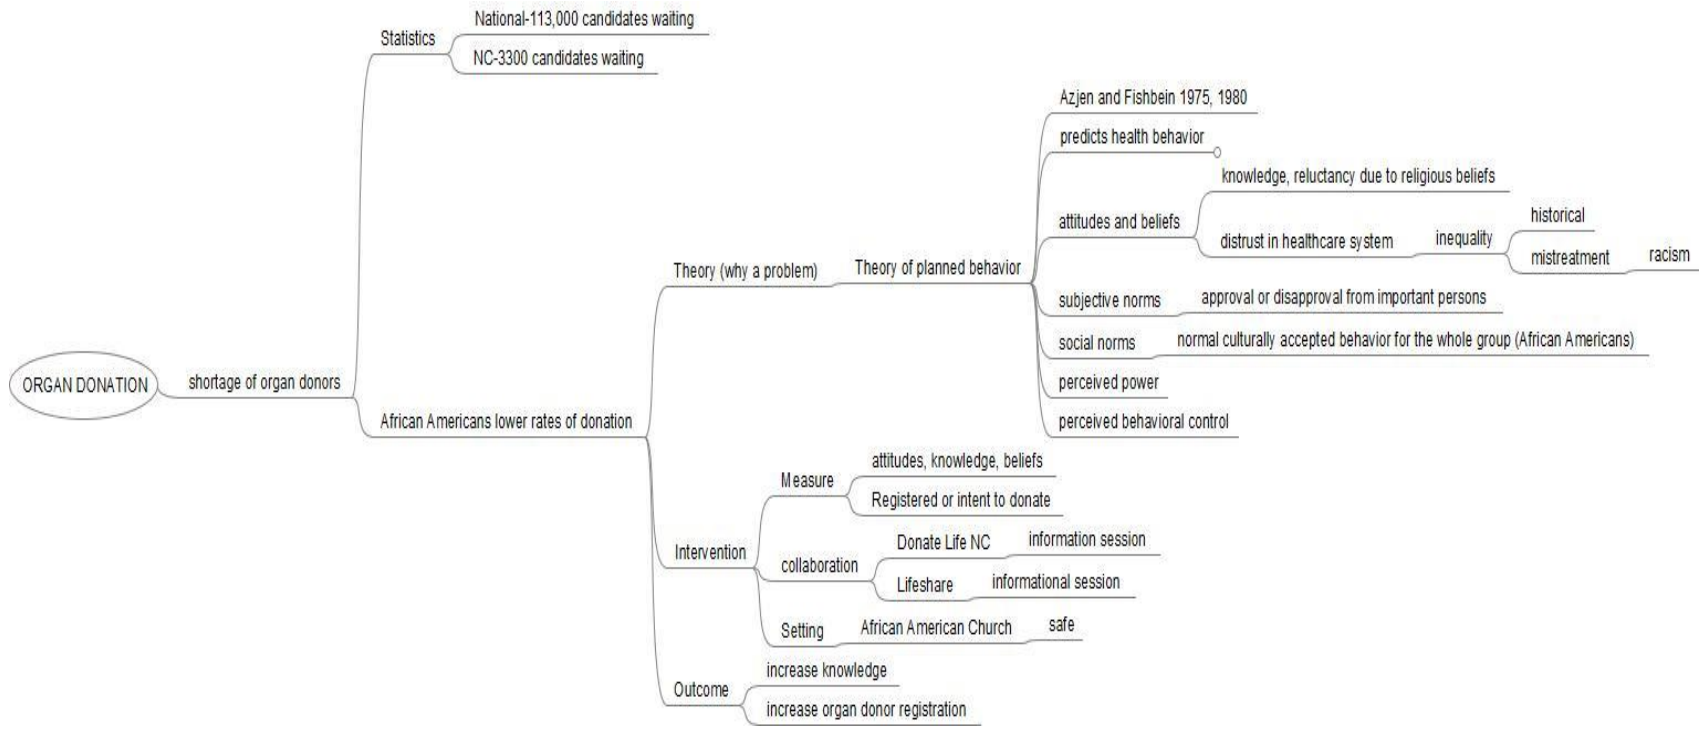 ORGAN DONATION
shortage of organ donors
Statistics
National-113,000 candidates waiting
NC-3300 candidates waiting
African Americans lower rates of donation
Theory (why a problem)
Theory of planned behavior
Azjen and Fishbein 1975, 1980
predicts health behavior
attitudes and beliefs
knowledge, reluctancy due to religious beliefs
distrust in healthcare system
inequality
historical
mistreatment
racism
subjective norms
approval or disapproval from important persons
social norms
normal culturally accepted behavior for the whole group (African Americans)
perceived power
perceived behavioral control
Intervention
Measure
attitudes, knowledge, beliefs
Registered or intent to donate
collaboration
Donate Life NC
information session
Lifeshare
informational session
Setting
African American Church
safe
Outcome
increase knowledge
increase organ donor registration